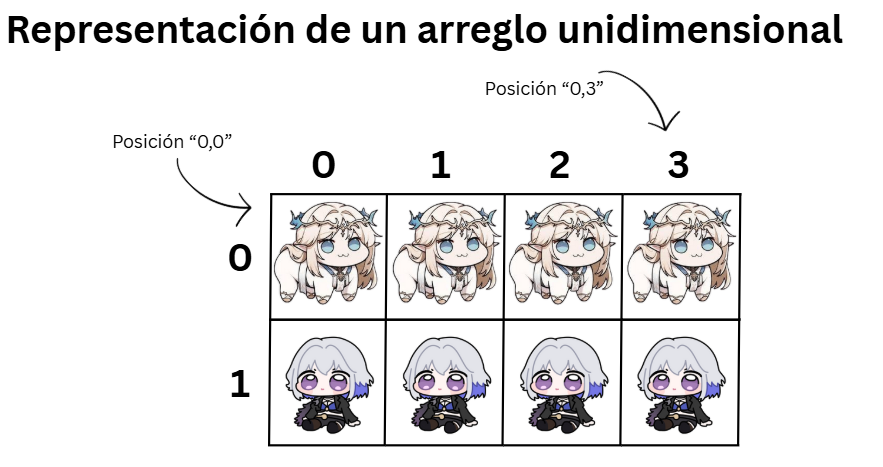 Representación de un arreglo unidimensional
Posición “0,3”
Posición “0,0”
0 1 2 3
0
1